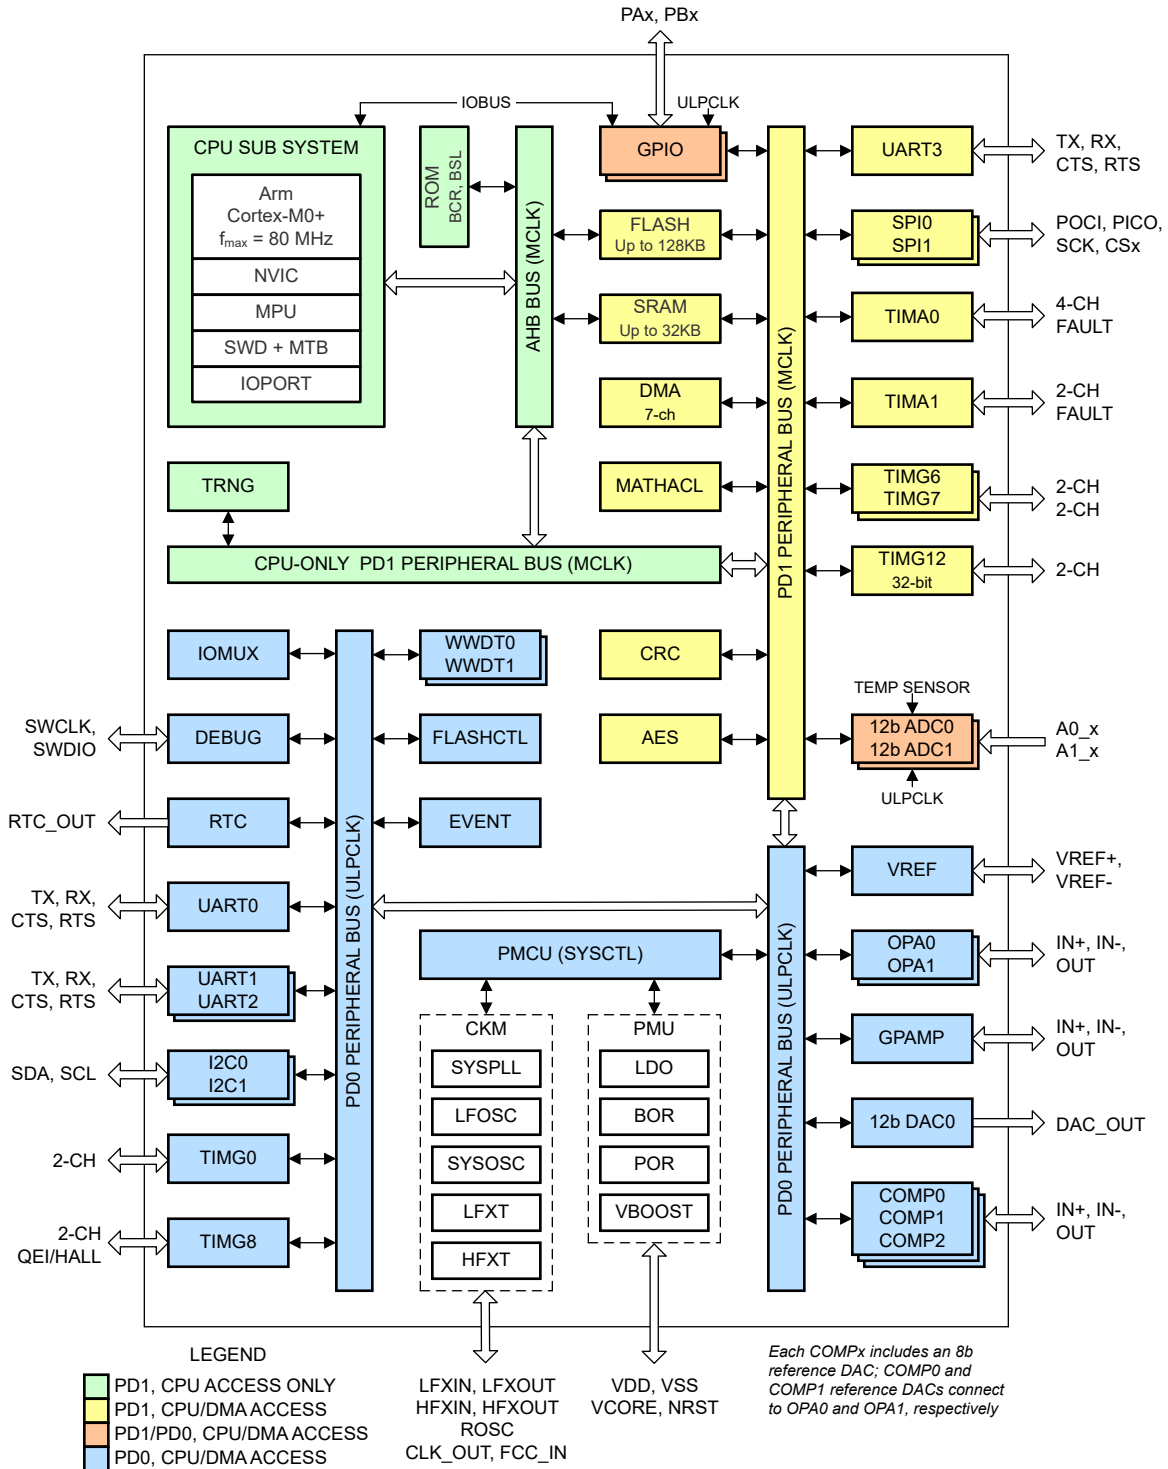 PAx, PBx
IOBUS
ULPCLK
CPU SUB SYSTEM
Arm
Cortex-M0+
fmax = 80 MHz
NVIC
MPU
SWD + MTB
IOPORT
ROM
BCR, BSL
AHB BUS (MCLK)
GPIO
FLASH
Up to 128KB
SRAM
Up to 32KB
DMA
7-ch
MATHACL
PD1 PERIPHERAL BUS (MCLK)
UART3
TX, RX,
CTS, RTS
SPI0
SPI1
POCI, PICO,
SCK, CSx
TIMA0
4-CH
FAULT
TIMA1
2-CH
FAULT
TIMG6
TIMG7
2-CH
2-CH
TIMG12
32-bit
2-CH
TRNG
CPU-ONLY PD1 PERIPHERAL BUS (MCLK)
CRC
AES
TEMP SENSOR
12b ADC0
12b ADC1
ULPCLK
A0_x
A1_x
IOMUX
WWDT0
WWDT1
SWCLK,
SWDIO
DEBUG
FLASHCTL
RTC_OUT
RTC
EVENT
PD0 PERIPHERAL BUS (ULPCLK)
TX, RX,
CTS, RTS
UART0
TX, RX,
CTS, RTS
UART1
UART2
SDA, SCL
I2C0
I2C1
2-CH
TIMG0
2-CH
QEI/HALL
TIMG8
PMCU (SYSCTL)
CKM
SYSPLL
LFOSC
SYSOSC
LFXT
HFXT
PMU
LDO
BOR
POR
VBOOST
PD0 PERIPHERAL BUS (ULPCLK)
VREF
VREF+,
VREF-
OPA0
OPA1
IN+, IN-,
OUT
GPAMP
IN+, IN-,
OUT
12b DAC0
DAC_OUT
COMP0
COMP1
COMP2
IN+, IN-,
OUT
LEGEND
PD1, CPU ACCESS ONLY
PD1, CPU/DMA ACCESS
PD1/PD0, CPU/DMA ACCESS
PD0, CPU/DMA ACCESS
LFXIN, LFXOUT
HFXIN, HFXOUT
ROSC
CLK_OUT, FCC_IN
VDD, VSS
VCORE, NRST
Each COMPx includes an 8b
reference DAC; COMP0 and
COMP1 reference DACs connect
to OPA0 and OPA1, respectively